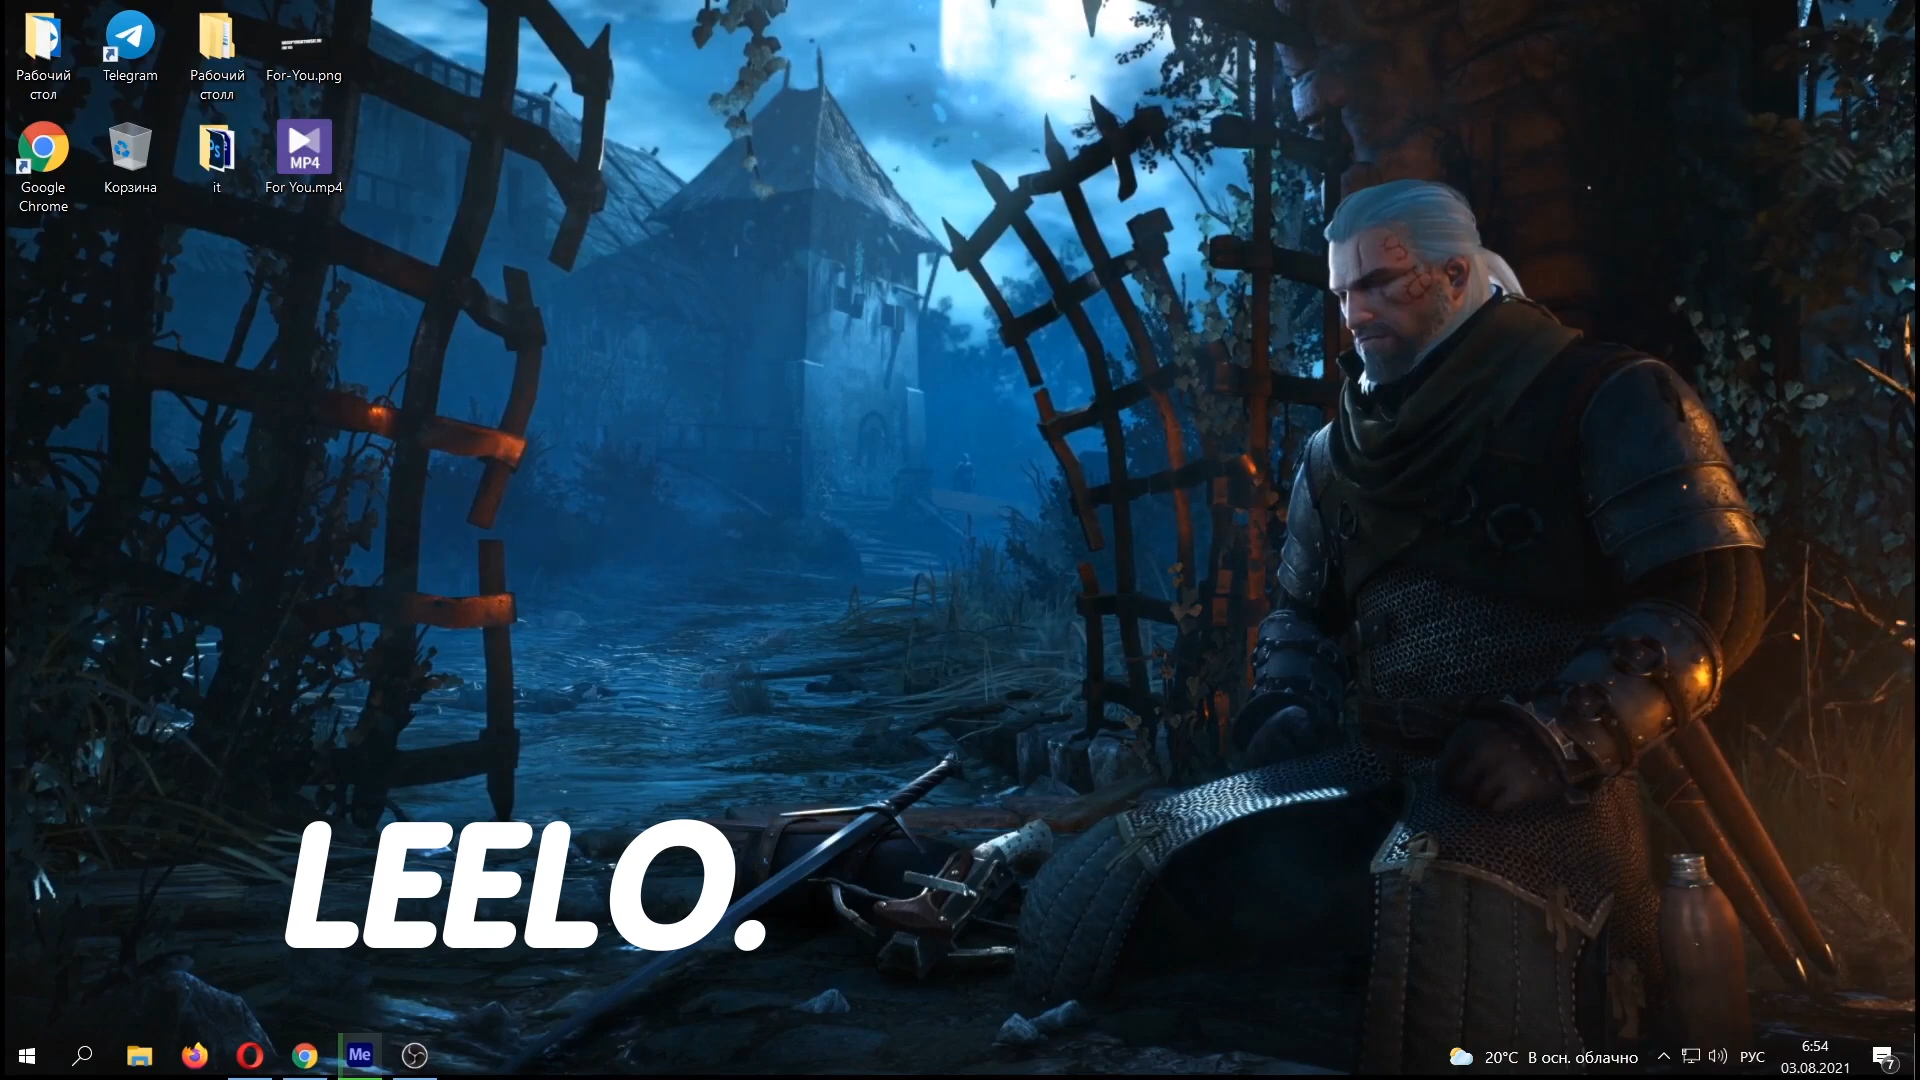 Рабочий стол
Telegram
Рабочий столл
For-You.png
Google Chrome
Корзина
Ps
it
MP4
For You.mp4
LEELO.
Me
20°C В осн. облачно
РУС
6:54
03.08.2021
7